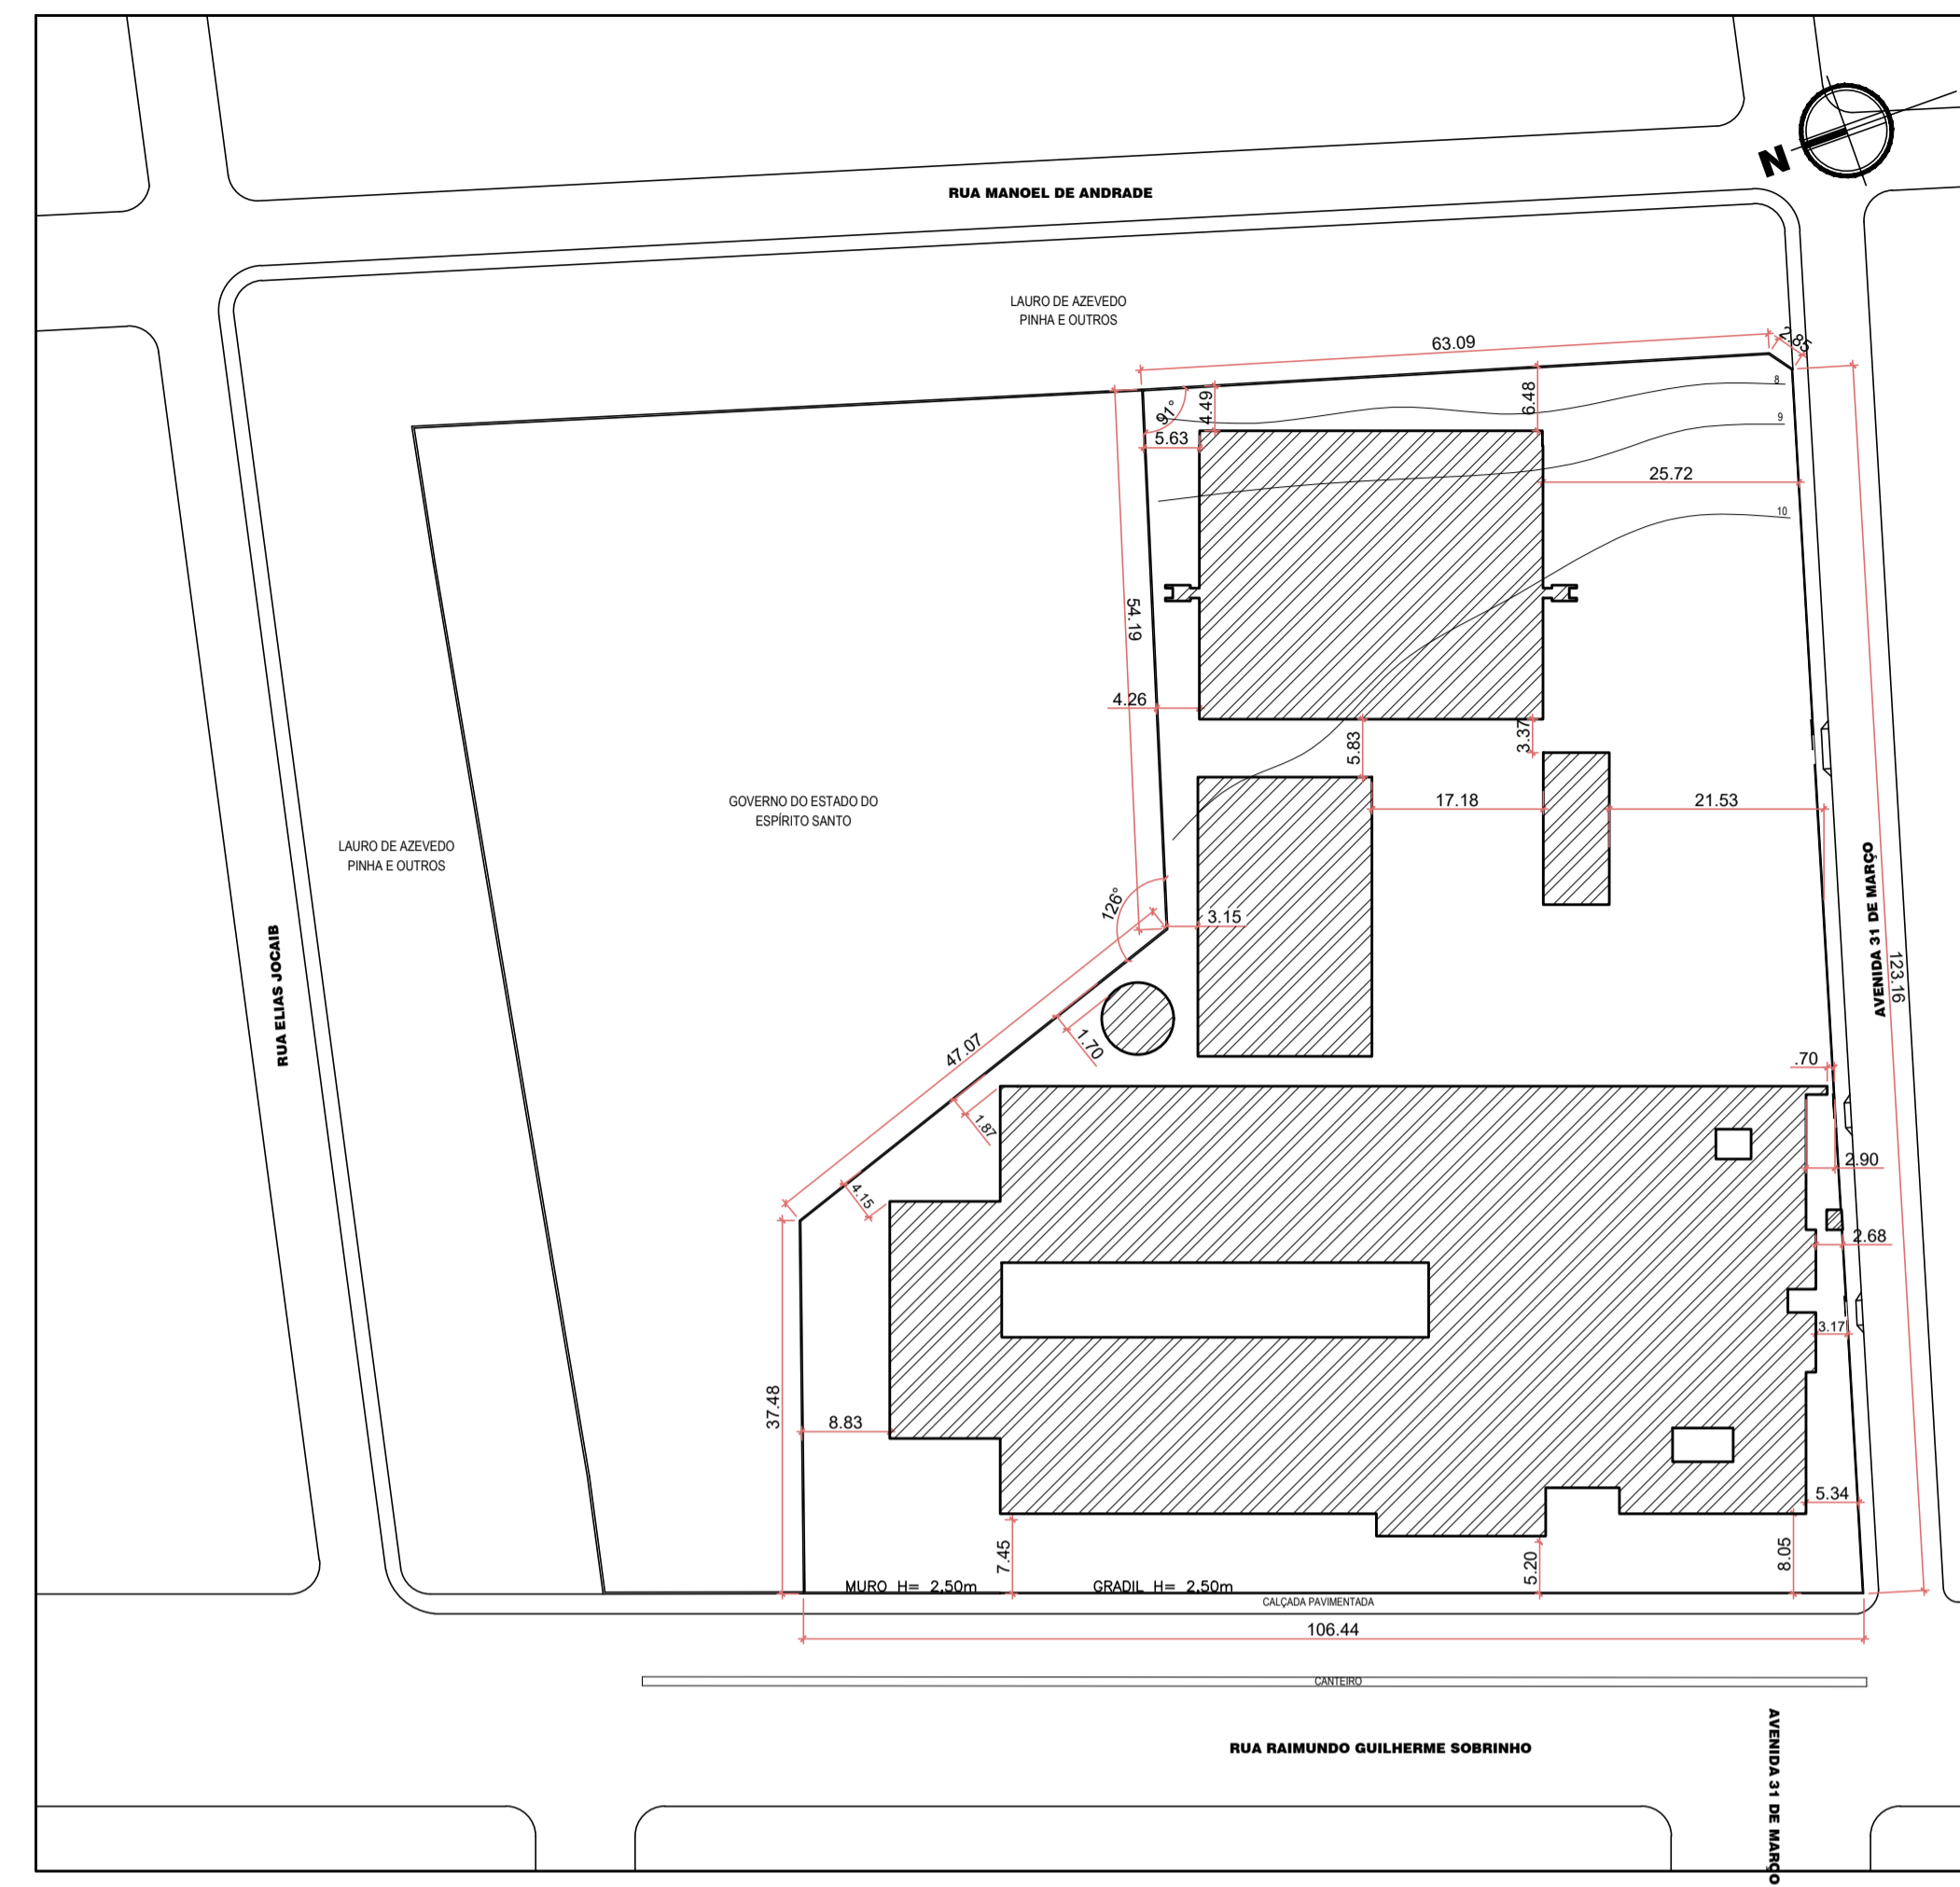 N
RUA MANOEL DE ANDRADE
LAURO DE AZEVEDO
PINHA E OUTROS
63.09
2.85
8
91°
4.49
6.48
9
5.63
25.72
10
54.19
4.26
5.83
3.37
GOVERNO DO ESTADO DO
ESPÍRITO SANTO
17.18
21.53
LAURO DE AZEVEDO
PINHA E OUTROS
AVENIDA 31 DE MARÇO
126°
3.15
RUA ELIAS JOCAIB
123.16
47.07
1.70
.70
1.87
2.90
4.15
2.68
3.17
37.48
8.83
5.34
7.45
5.20
8.05
MURO H= 2.50m
GRADIL H= 2.50m
CALÇADA PAVIMENTADA
106.44
CANTEIRO
RUA RAIMUNDO GUILHERME SOBRINHO
AVENIDA 31 DE MARÇO